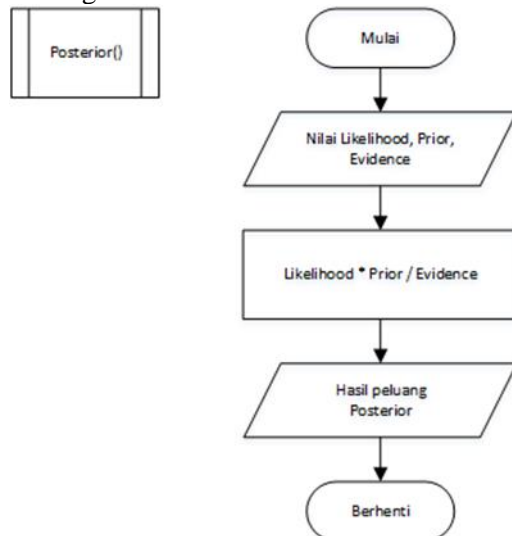 Posterior()
Mulai
Nilai Likelihood, Prior,
Evidence
Likelihood * Prior / Evidence
Hasil peluang
Posterior
Berhenti